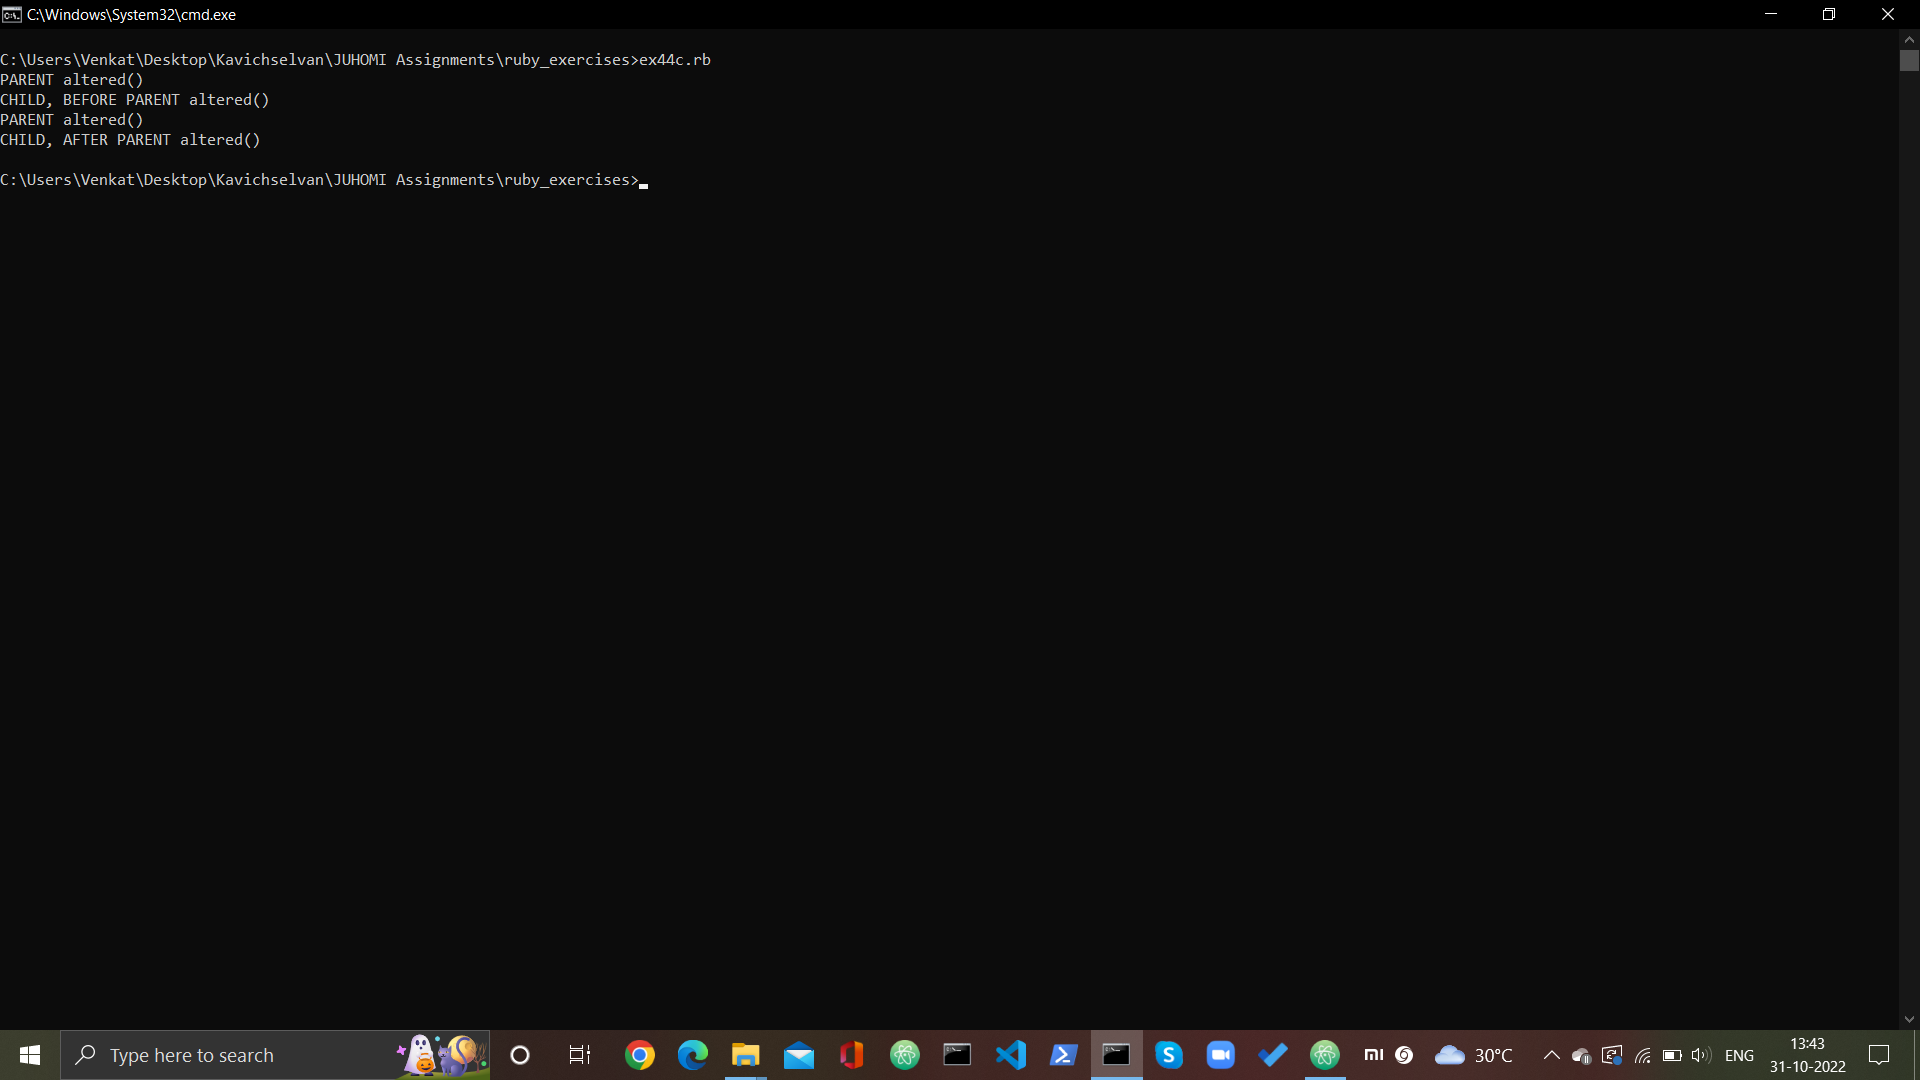 C:\Windows\System32\cmd.exe
C:\Users\Venkat\Desktop\Kavichselvan\JUHOMI Assignments\ruby_exercises>ex44c.rb
PARENT altered()
CHILD, BEFORE PARENT altered()
PARENT altered()
CHILD, AFTER PARENT altered()
C:\Users\Venkat\Desktop\Kavichselvan\JUHOMI Assignments\ruby_exercises>
Type here to search
30°C
ENG
13:43
31-10-2022